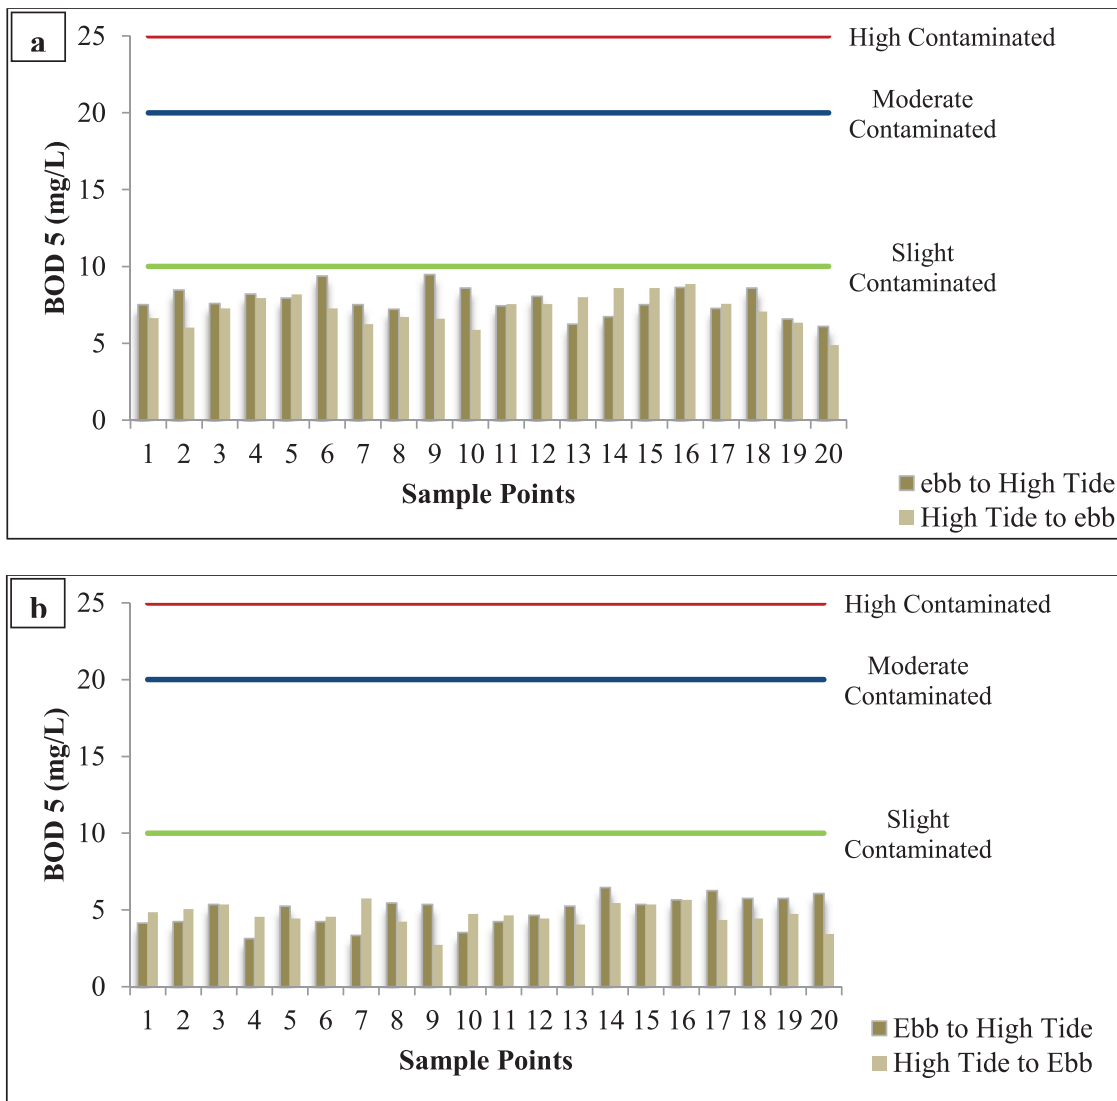 a
25
20
15
10
5
0
BOD 5 (mg/L)
High Contaminated
Moderate
Contaminated
Slight
Contaminated
1 2 3 4 5 6 7 8 9 10 11 12 13 14 15 16 17 18 19 20
Sample Points
ebb to High Tide
High Tide to ebb
b
25
20
15
10
5
0
BOD 5 (mg/L)
High Contaminated
Moderate
Contaminated
Slight
Contaminated
1 2 3 4 5 6 7 8 9 10 11 12 13 14 15 16 17 18 19 20
Sample Points
Ebb to High Tide
High Tide to Ebb